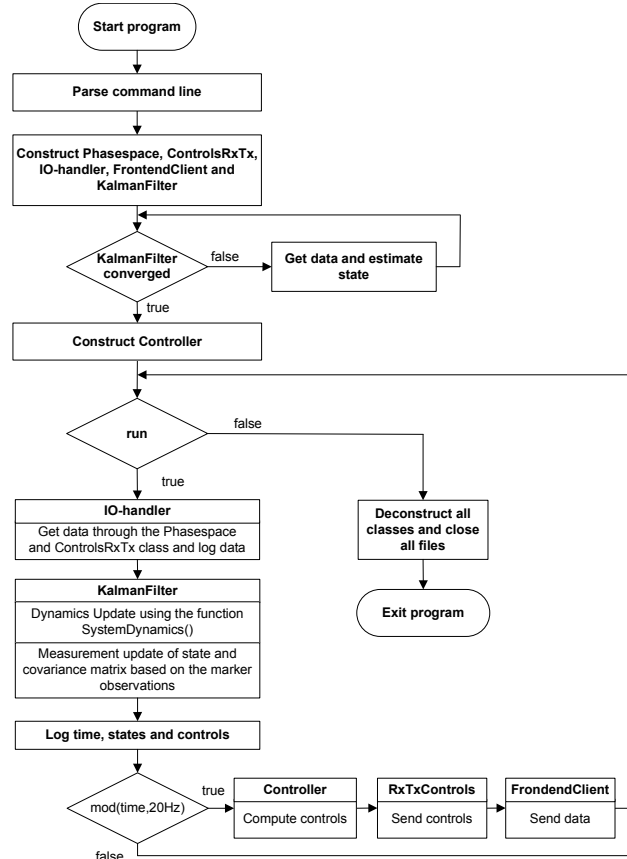 Start program
Parse command line
Construct Phasespace, ControlsRxTx,
IO-handler, FrontendClient and
KalmanFilter
KalmanFilter
converged
false
Get data and estimate
state
true
Construct Controller
run
false
true
IO-handler
Get data through the Phasespace
and ControlsRxTx class and log data
Deconstruct all
classes and close
all files
KalmanFilter
Dynamics Update using the function
SystemDynamics()
Measurement update of state and
covariance matrix based on the marker
observations
Exit program
Log time, states and controls
mod(time,20Hz)
true
Controller
Compute controls
RxTxControls
Send controls
FrondendClient
Send data
false